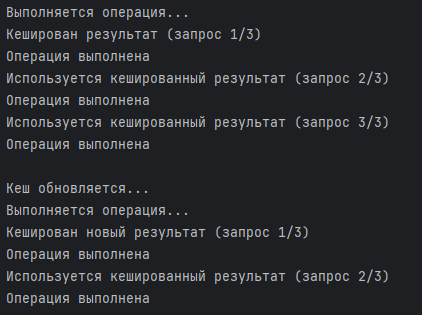 Выполняется операция...
Кеширован результат (запрос 1/3)
Операция выполнена
Используется кешированный результат (запрос 2/3)
Операция выполнена
Используется кешированный результат (запрос 3/3)
Операция выполнена
Кеш обновляется...
Выполняется операция...
Кеширован новый результат (запрос 1/3)
Операция выполнена
Используется кешированный результат (запрос 2/3)
Операция выполнена